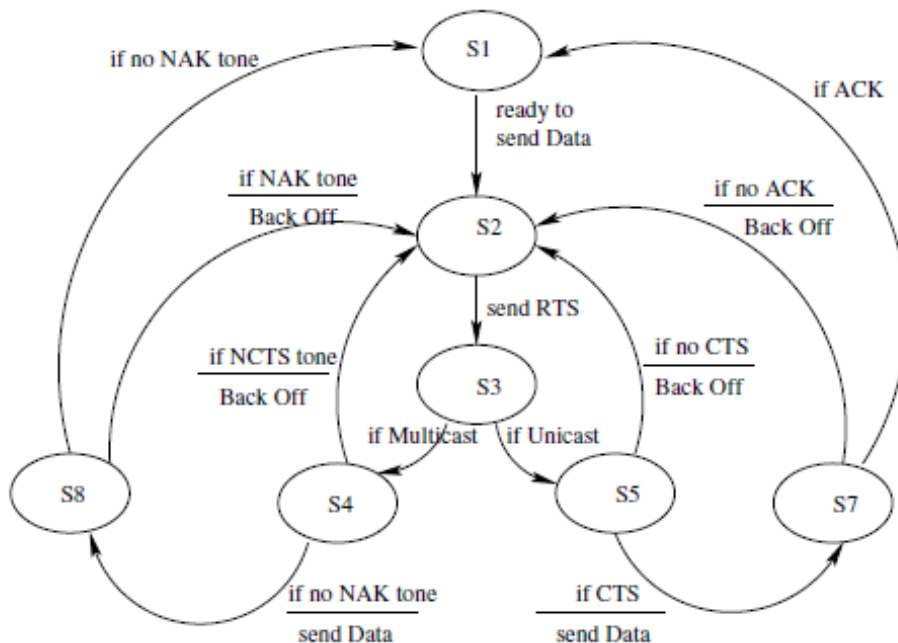 S1
if no NAK tone
if ACK
ready to
send Data
if NAK tone
Back Off
if no ACK
Back Off
S2
send RTS
if NCTS tone
Back Off
if no CTS
Back Off
S3
if Multicast
if Unicast
S8
S4
S5
S7
if no NAK tone
send Data
if CTS
send Data